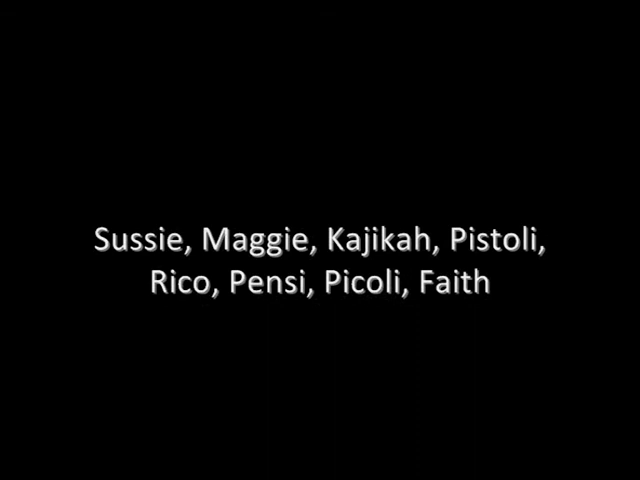 Sussie, Maggie, Kajikah, Pistoli,
Rico, Pensi, Picoli, Faith